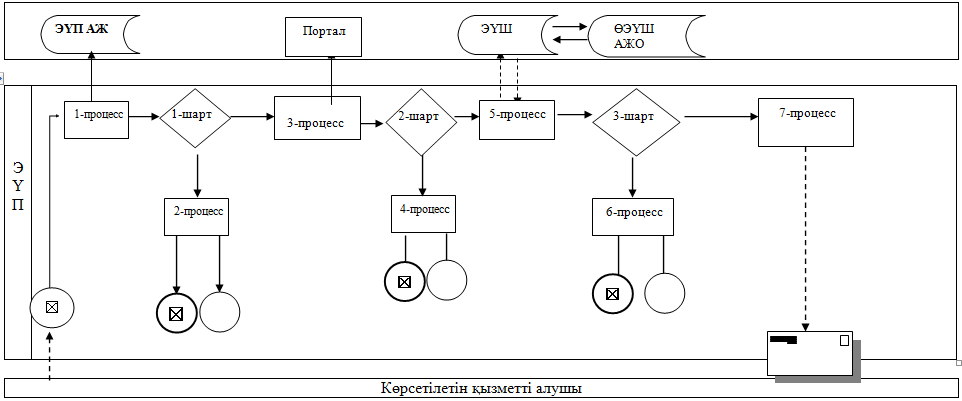 ЭҮП АЖ
Портал
ЭҮШ
ӨЭҮШ
АЖО
1-процесс
1-шарт
3-процесс
2-шарт
5-процесс
3-шарт
7-процесс
Э
Ү
П
2-процесс
4-процесс
6-процесс
Көрсетілетін қызметті алушы